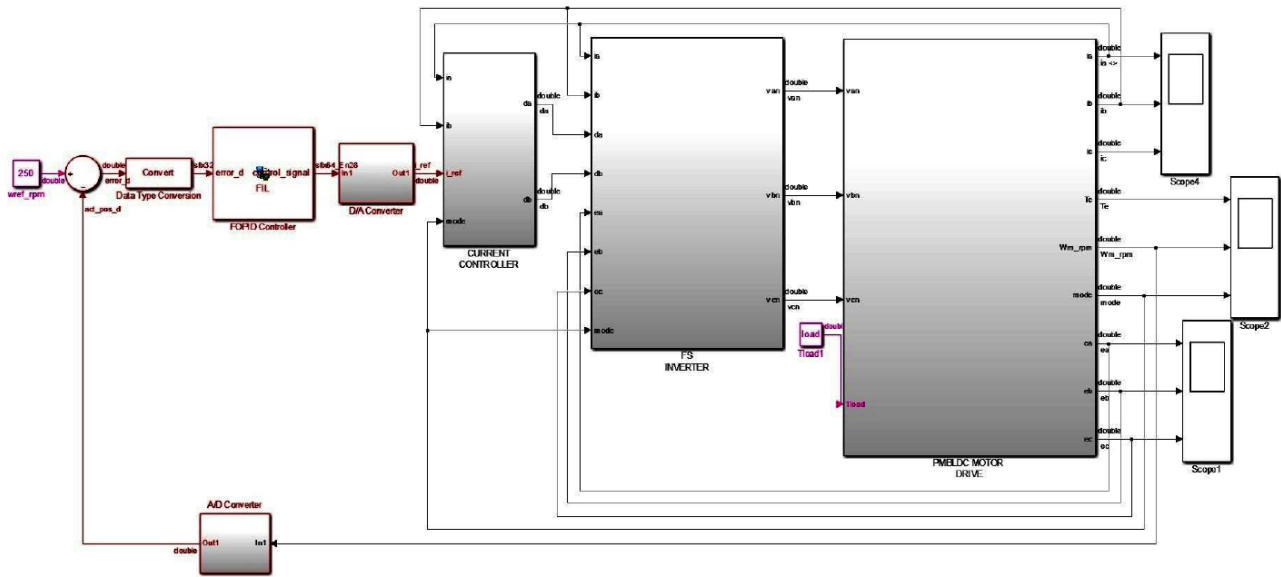 250
double
wref_rpm
double
error_d
act_pos_d
Convert
Data Type Conversion
sfix32
error_d
control_signal
FIL
FOPID Controller
sfix64_En28
In1
Out1
D/A Converter
i_ref
double
ia
ib
i_ref
mode
da
db
CURRENT
CONTROLLER
double
da
double
db
ia
ib
da
db
ea
eb
ec
mode
van
vbn
vcn
FS
INVERTER
double
van
double
vbn
double
vcn
load
Tload1
doubl
van
vbn
vcn
Tload
ia
ib
ic
Te
Wm_rpm
mode
ea
eb
ec
PMBLDC MOTOR
DRIVE
double
ia <>
double
ib
double
ic
double
Te
double
Wm_rpm
double
mode
double
ea
double
eb
double
ec
Scope4
Scope2
Scope1
A/D Converter
Out1
In1
double